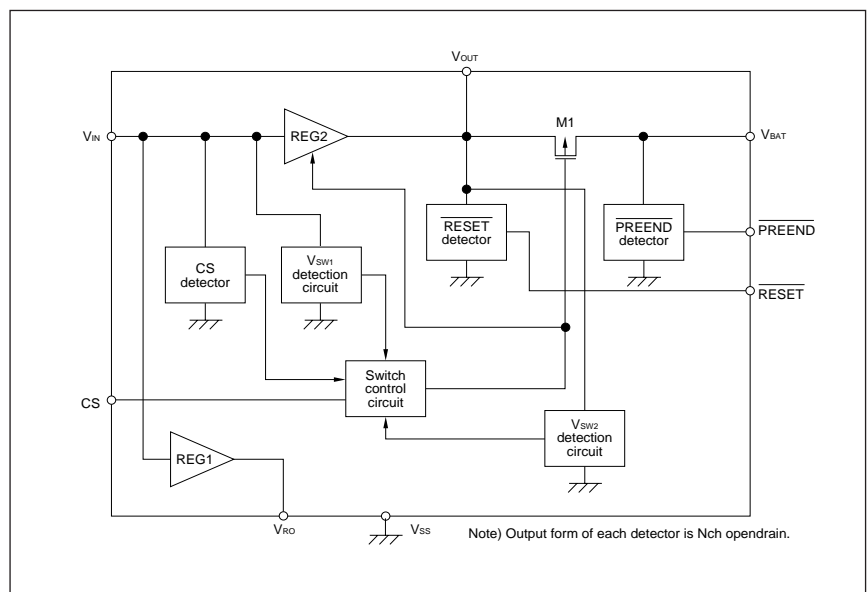 VOUT
VIN
REG2
M1
VBAT
RESET
detector
PREEND
detector
PREEND
CS
detector
VSW1
detection
circuit
RESET
Switch
control
circuit
CS
VSW2
detection
circuit
REG1
VRO
VSS
Note) Output form of each detector is Nch opendrain.